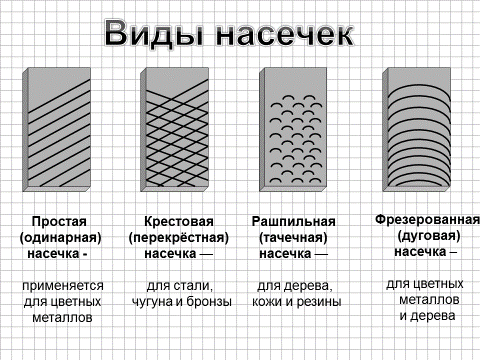 Виды насечек
Простая
(одинарная)
насечка -
применяется
для цветных
металлов
Крестовая
(перекрёстная)
насечка —
для стали,
чугуна и бронзы
Рашпильная
(тачечная)
насечка —
для дерева,
кожи и резины
Фрезерованная
(дуговая)
насечка –
для цветных
металлов
и дерева